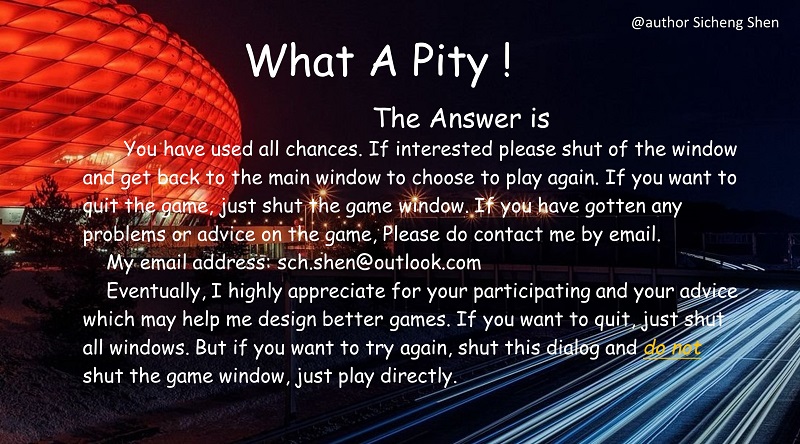 @author Sicheng Shen
What A Pity !
The Answer is
You have used all chances. If interested please shut of the window
and get back to the main window to choose to play again. If you want to
quit the game, just shut the game window. If you have gotten any
problems or advice on the game, Please do contact me by email.
My email address: sch.shen@outlook.com
Eventually, I highly appreciate for your participating and your advice
which may help me design better games. If you want to quit, just shut
all windows. But if you want to try again, shut this dialog and do not
shut the game window, just play directly.